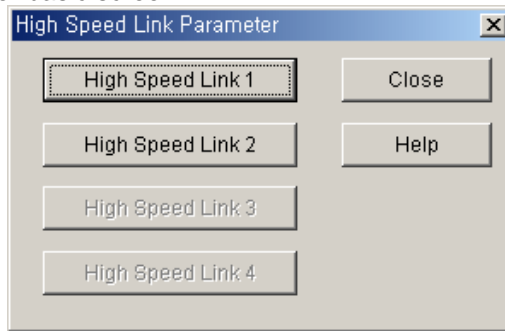 High Speed Link Parameter
High Speed Link 1
Close
High Speed Link 2
Help
High Speed Link 3
High Speed Link 4